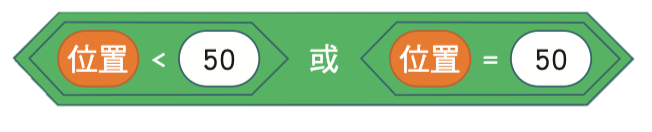 位置 < 50 或 位置 = 50